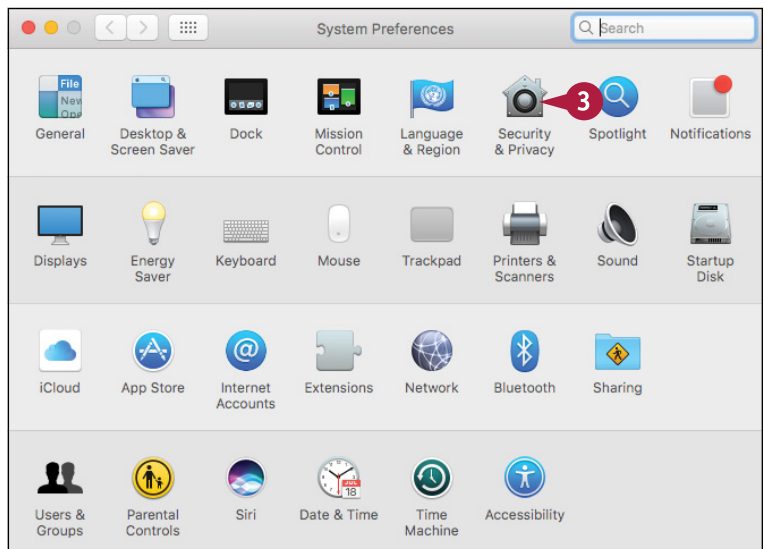 System Preferences
Search
File
New
Ope
General
Desktop &
Screen Saver
Dock
Mission
Control
Language
& Region
Security
& Privacy
3
Spotlight
Notifications
Displays
Energy
Saver
Keyboard
Mouse
Trackpad
Printers &
Scanners
Sound
Startup
Disk
iCloud
App Store
@
Internet
Accounts
Extensions
Network
Bluetooth
Sharing
Users &
Groups
Parental
Controls
Siri
JUL
18
Date & Time
Time
Machine
Accessibility